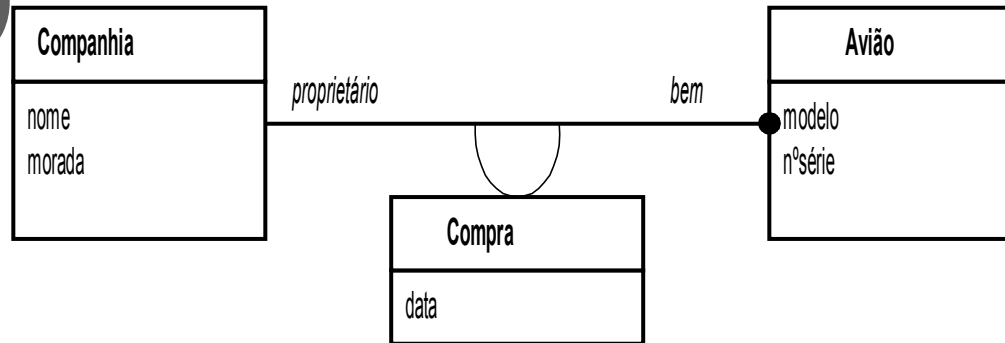 Companhia
nome
morada
proprietário
bem
Avião
modelo
nºsérie
Compra
data